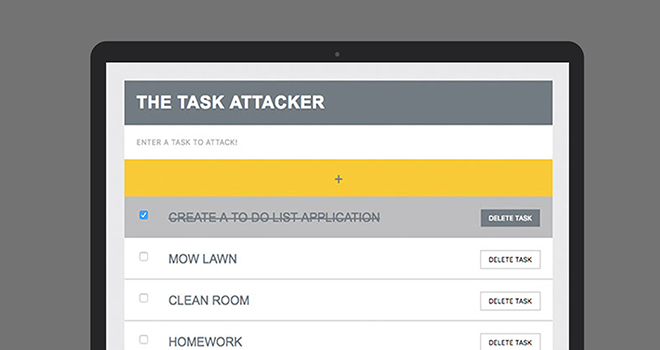 THE TASK ATTACKER
ENTER A TASK TO ATTACK!
+
CREATE A TO DO LIST APPLICATION DELETE TASK
MOW LAWN DELETE TASK
CLEAN ROOM DELETE TASK
HOMEWORK DELETE TASK